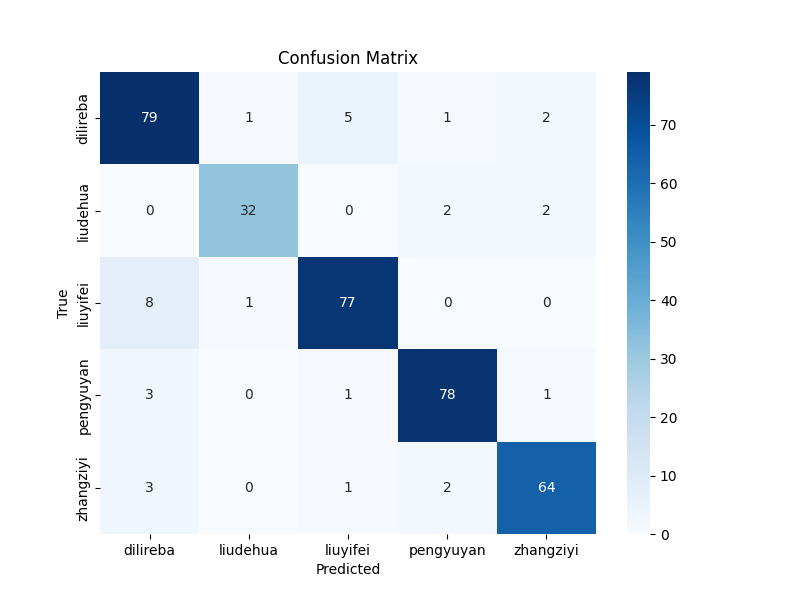 Confusion Matrix
dilireba 79 1 5 1 2
liudehua 0 32 0 2 2
liuyifei 8 1 77 0 0
pengyuyan 3 0 1 78 1
zhangziyi 3 0 1 2 64
True
dilireba liudehua liuyifei pengyuyan zhangziyi
Predicted
70
60
50
40
30
20
10
0